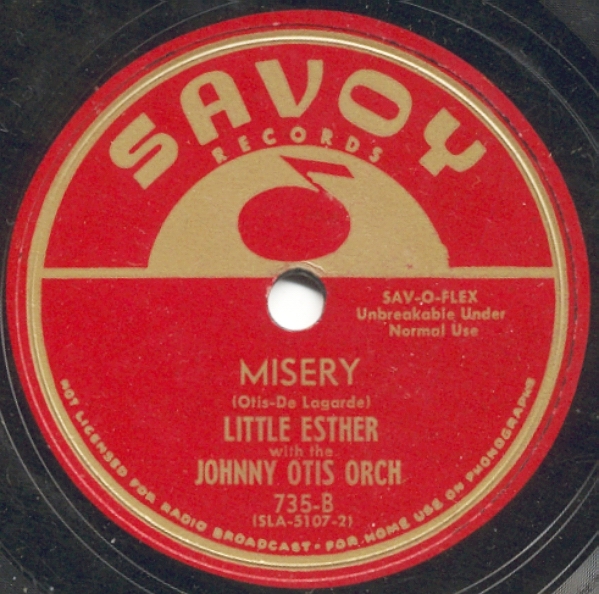 SAVOY
RECORDS
SAV-O-FLEX
Unbreakable Under
Normal Use
MISERY
(Otis-De Lagarde)
LITTLE ESTHER
with the
JOHNNY OTIS ORCH
735-B
(SLA-5107-2)
NOT LICENSED FOR RADIO BROADCAST • FOR HOME USE ON PHONOGRAPHS